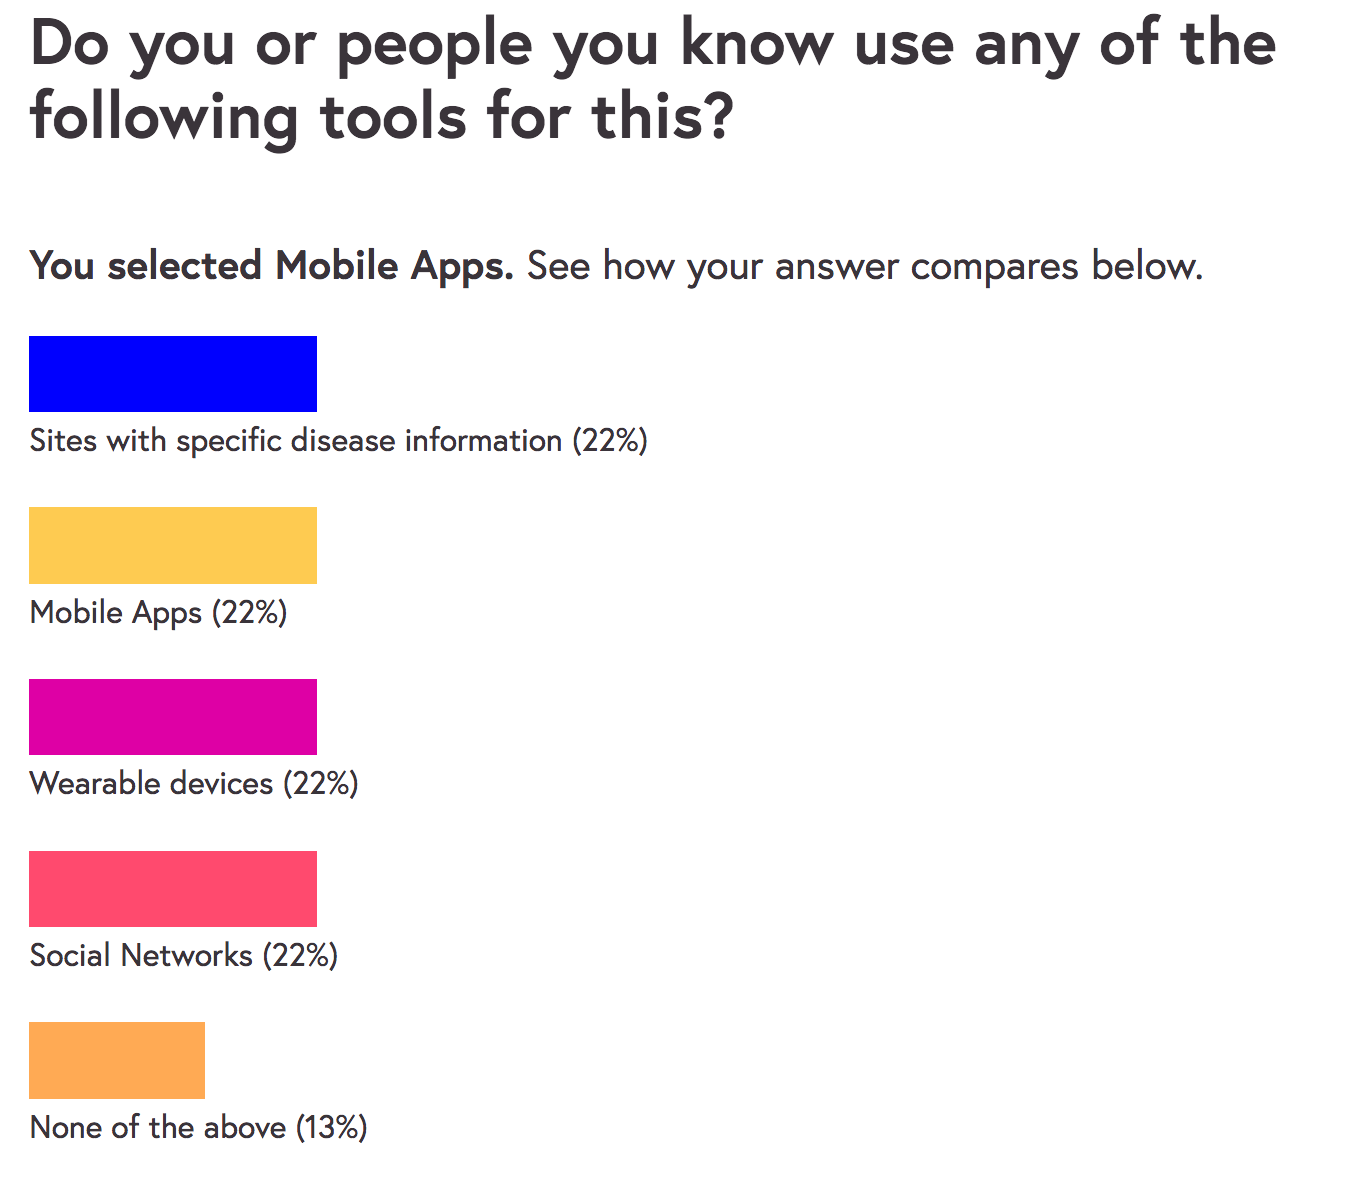 Do you or people you know use any of the
following tools for this?
You selected Mobile Apps. See how your answer compares below.
Sites with specific disease information (22%)
Mobile Apps (22%)
Wearable devices (22%)
Social Networks (22%)
None of the above (13%)